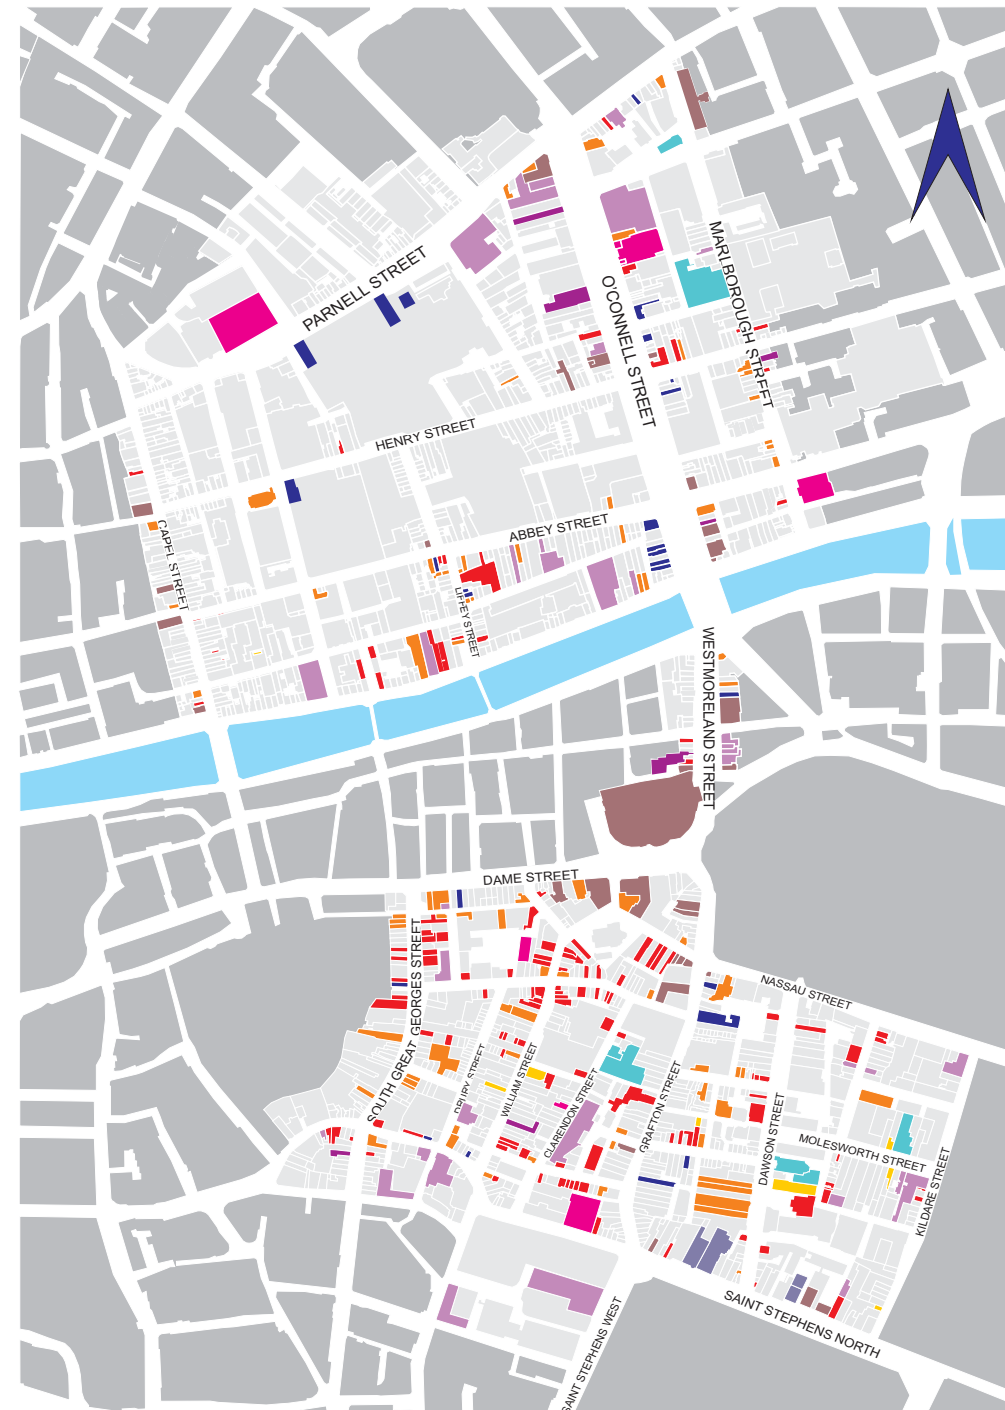 PARNELL STREET
MARLBOROUGH STREET
O'CONNELL STREET
HENRY STREET
ABBEY STREET
CAPEL STREET
LIFFEY STREET
WESTMORELAND STREET
DAME STREET
SOUTH GREAT GEORGES STREET
NASSAU STREET
DRURY STREET
WILLIAM STREET
CLARENDON STREET
GRAFTON STREET
DAWSON STREET
MOLESWORTH STREET
KILDARE STREET
SAINT STEPHENS NORTH
SAINT STEPHENS WEST